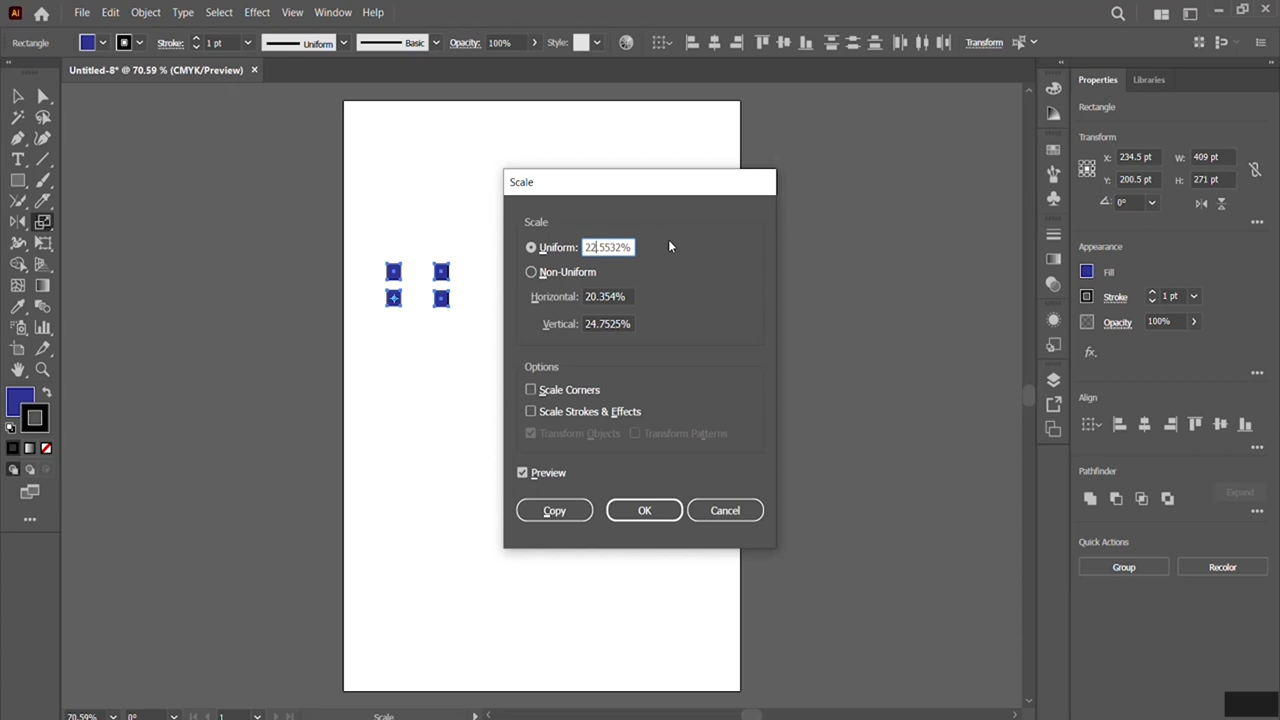 Ai File Edit Object Type Select Effect View Window Help
Rectangle Stroke: 1 pt Uniform Basic Opacity: 100% Style: Transform
Untitled-8* @ 70.59 % (CMYK/Preview)
Properties Libraries
Rectangle
Transform
X: 234.5 pt W: 409 pt
Y: 200.5 pt H: 271 pt
0°
Appearance
Fill
Stroke 1 pt
Opacity 100%
fx.
Align
Pathfinder
Expand
Quick Actions
Group Recolor
T
Scale
Scale
Uniform: 22.5532%
Non-Uniform
Horizontal: 20.354%
Vertical: 24.7525%
Options
Scale Corners
Scale Strokes & Effects
Transform Objects Transform Patterns
Preview
Copy OK Cancel
70.59% 0° 1 Scale